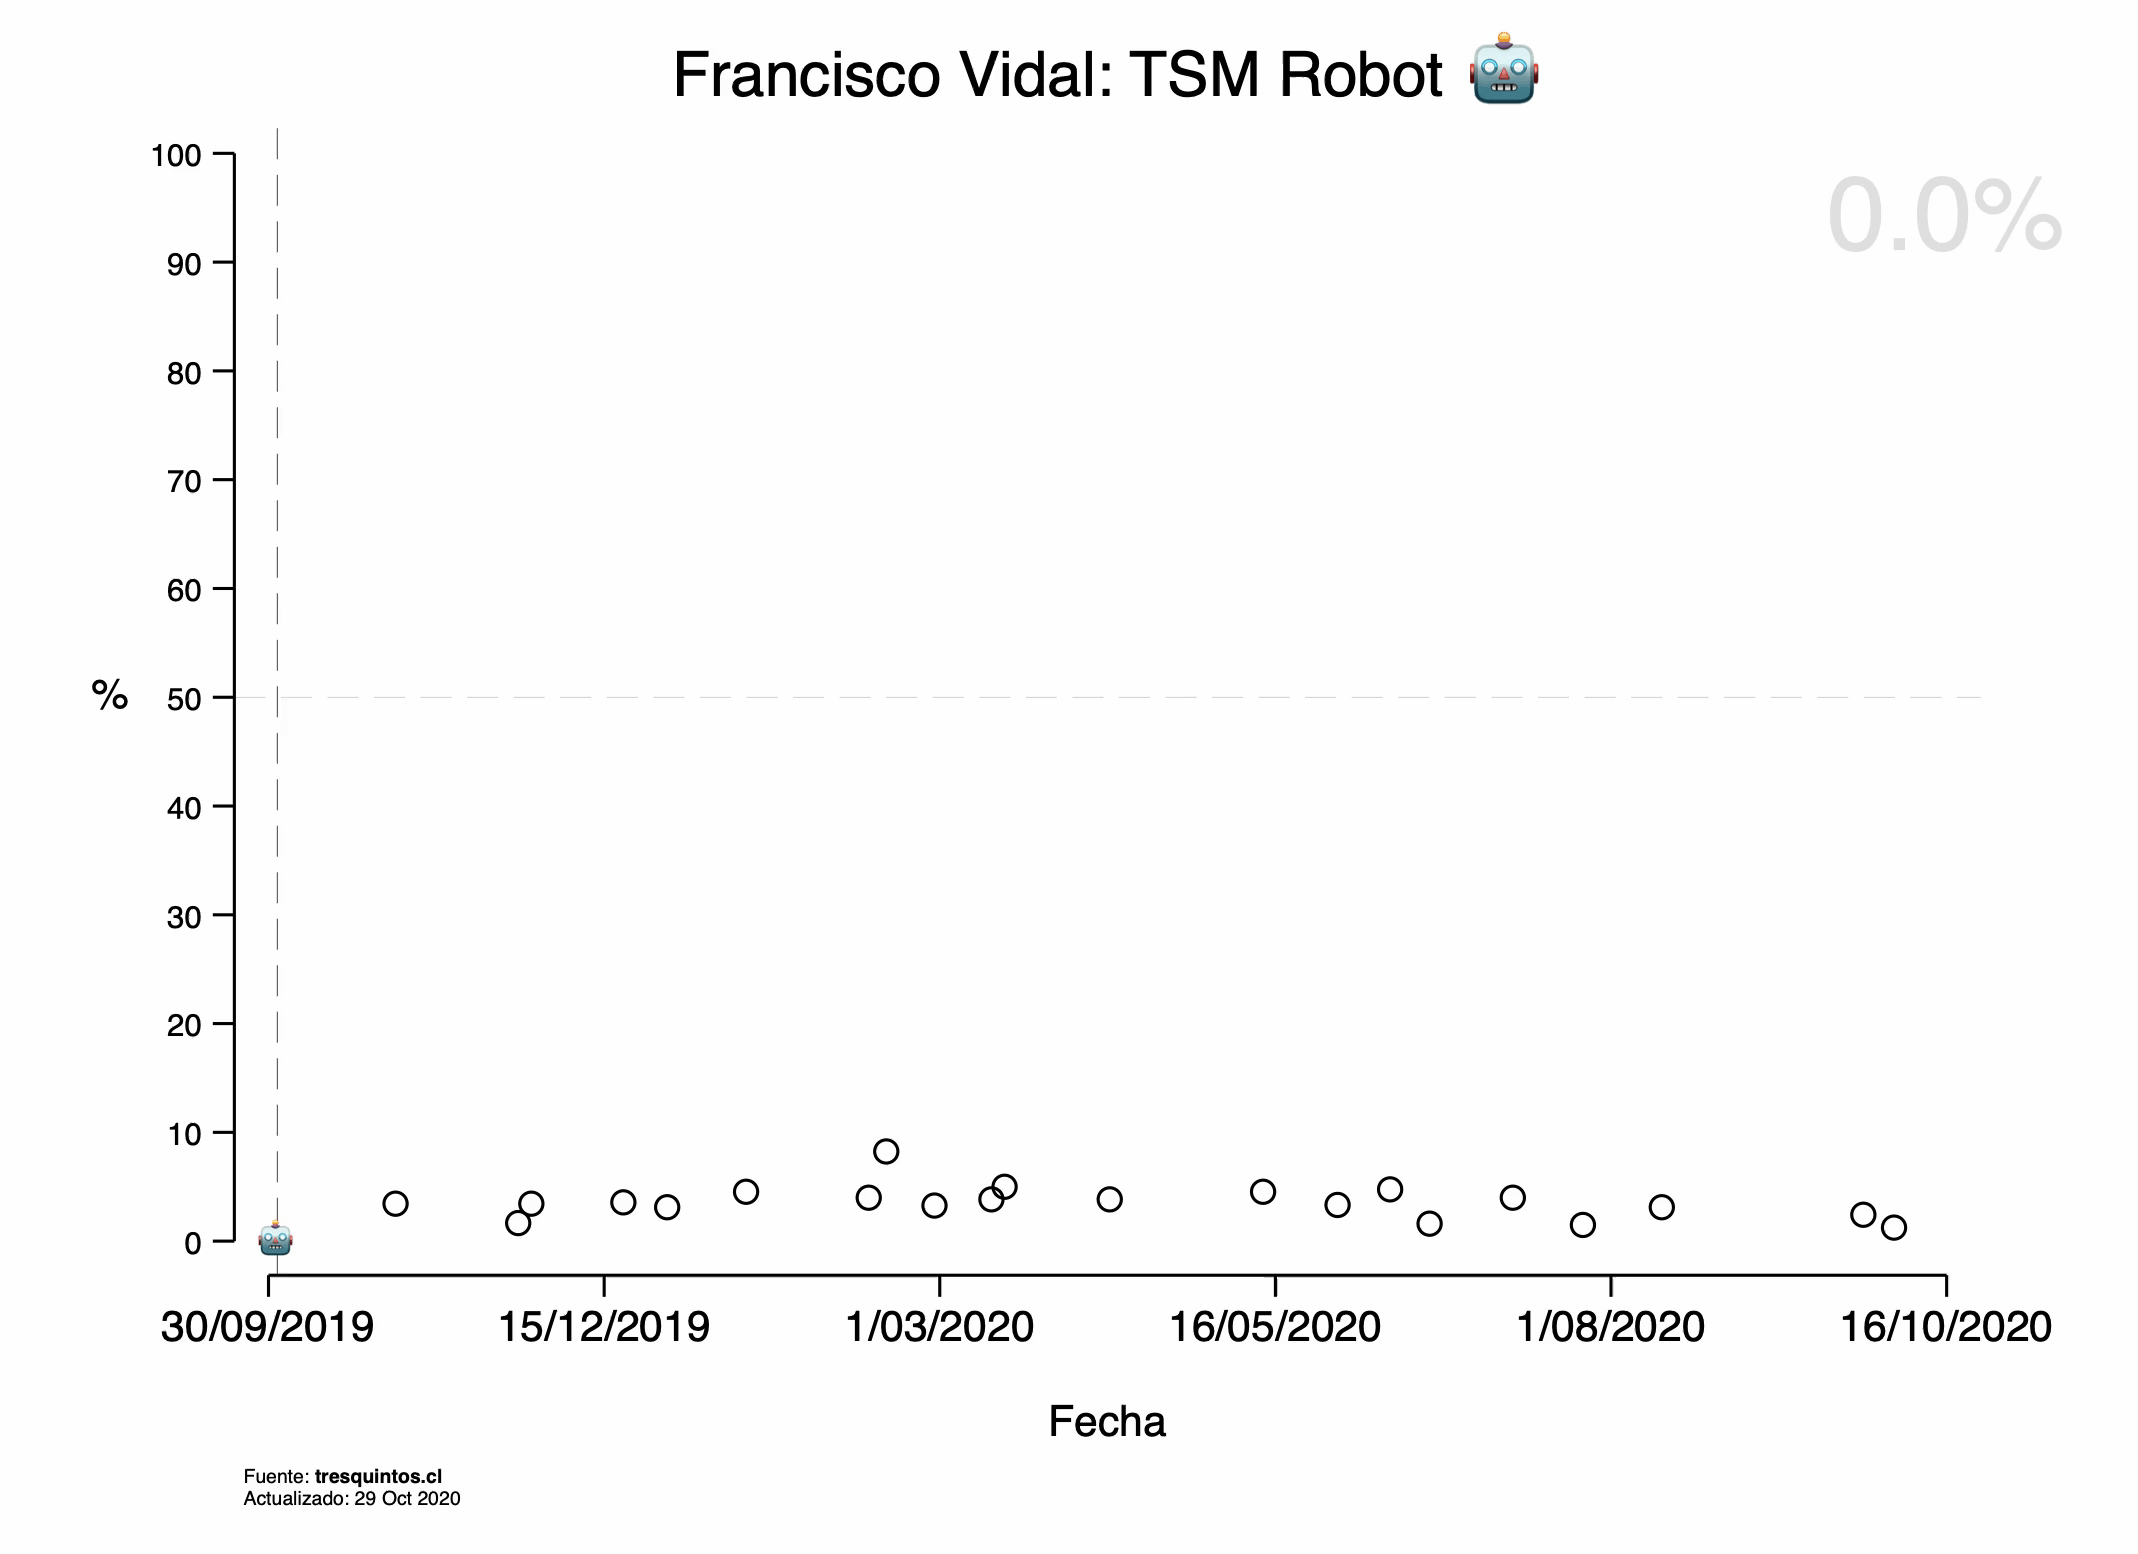 Francisco Vidal: TSM Robot 🤖
0.0%
100
90
80
70
60
% 50
40
30
20
10
0
30/09/2019 15/12/2019 1/03/2020 16/05/2020 1/08/2020 16/10/2020
Fecha
Fuente: tresquintos.cl
Actualizado: 29 Oct 2020